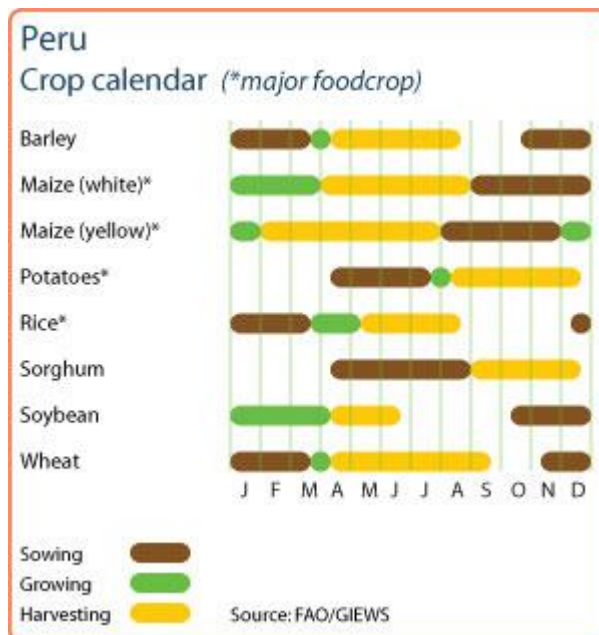 Peru
Crop calendar (*major foodcrop)
Barley
Maize (white)*
Maize (yellow)*
Potatoes*
Rice*
Sorghum
Soybean
Wheat
J F M A M J J A S O N D
Sowing
Growing
Harvesting Source: FAO/GIEWS